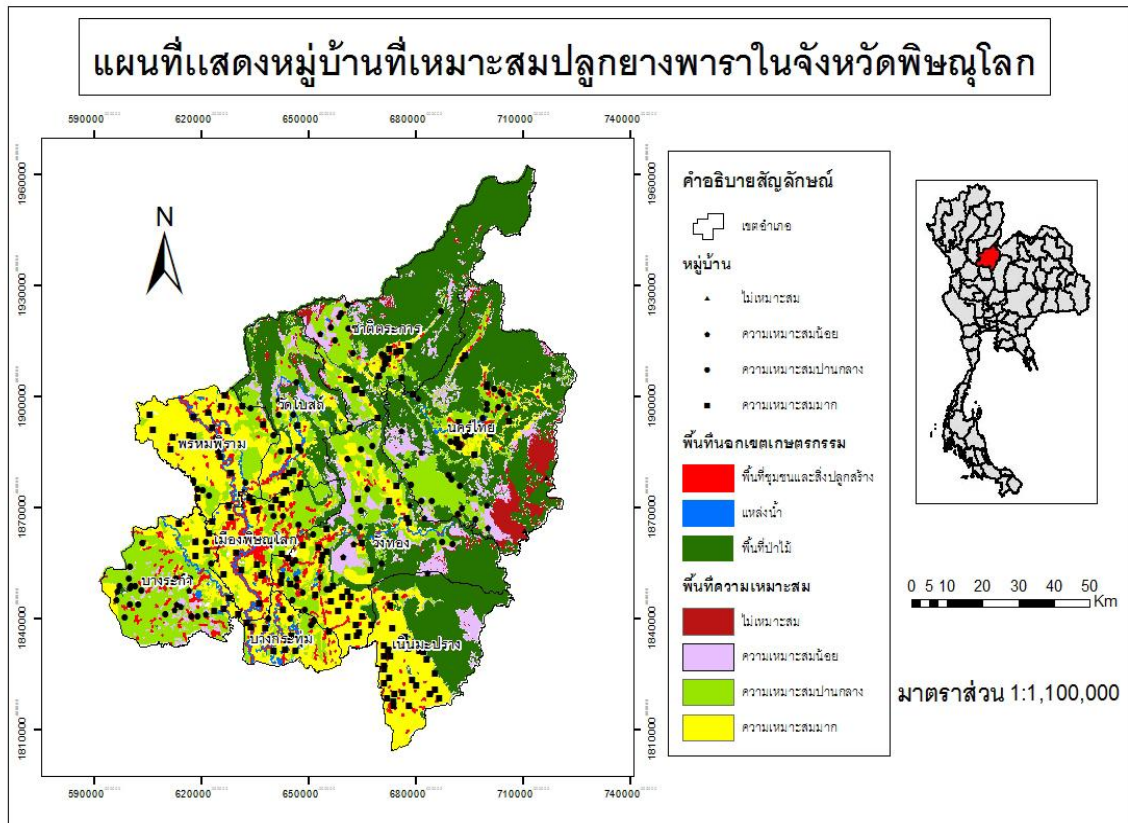 แผนที่แสดงหมู่บ้านที่เหมาะสมปลูกยางพาราในจังหวัดพิษณุโลก
590000 620000 650000 680000 710000 740000
1960000
1930000
1900000
1870000
1840000
1810000
N
ชาติตระการ
วัดโบสถ์
นครไทย
พรหมพิราม
เมืองพิษณุโลก
วังทอง
บางระกำ
บางกระทุ่ม
เนินมะปราง
590000 620000 650000 680000 710000 740000
1960000
1930000
1900000
1870000
1840000
1810000
คำอธิบายสัญลักษณ์
เขตอำเภอ
หมู่บ้าน
ไม่เหมาะสม
ความเหมาะสมน้อย
ความเหมาะสมปานกลาง
ความเหมาะสมมาก
พื้นที่นอกเขตเกษตรกรรม
พื้นที่ชุมชนและสิ่งปลูกสร้าง
แหล่งน้ำ
พื้นที่ป่าไม้
พื้นที่ความเหมาะสม
ไม่เหมาะสม
ความเหมาะสมน้อย
ความเหมาะสมปานกลาง
ความเหมาะสมมาก
0 5 10 20 30 40 50
Km
มาตราส่วน 1:1,100,000